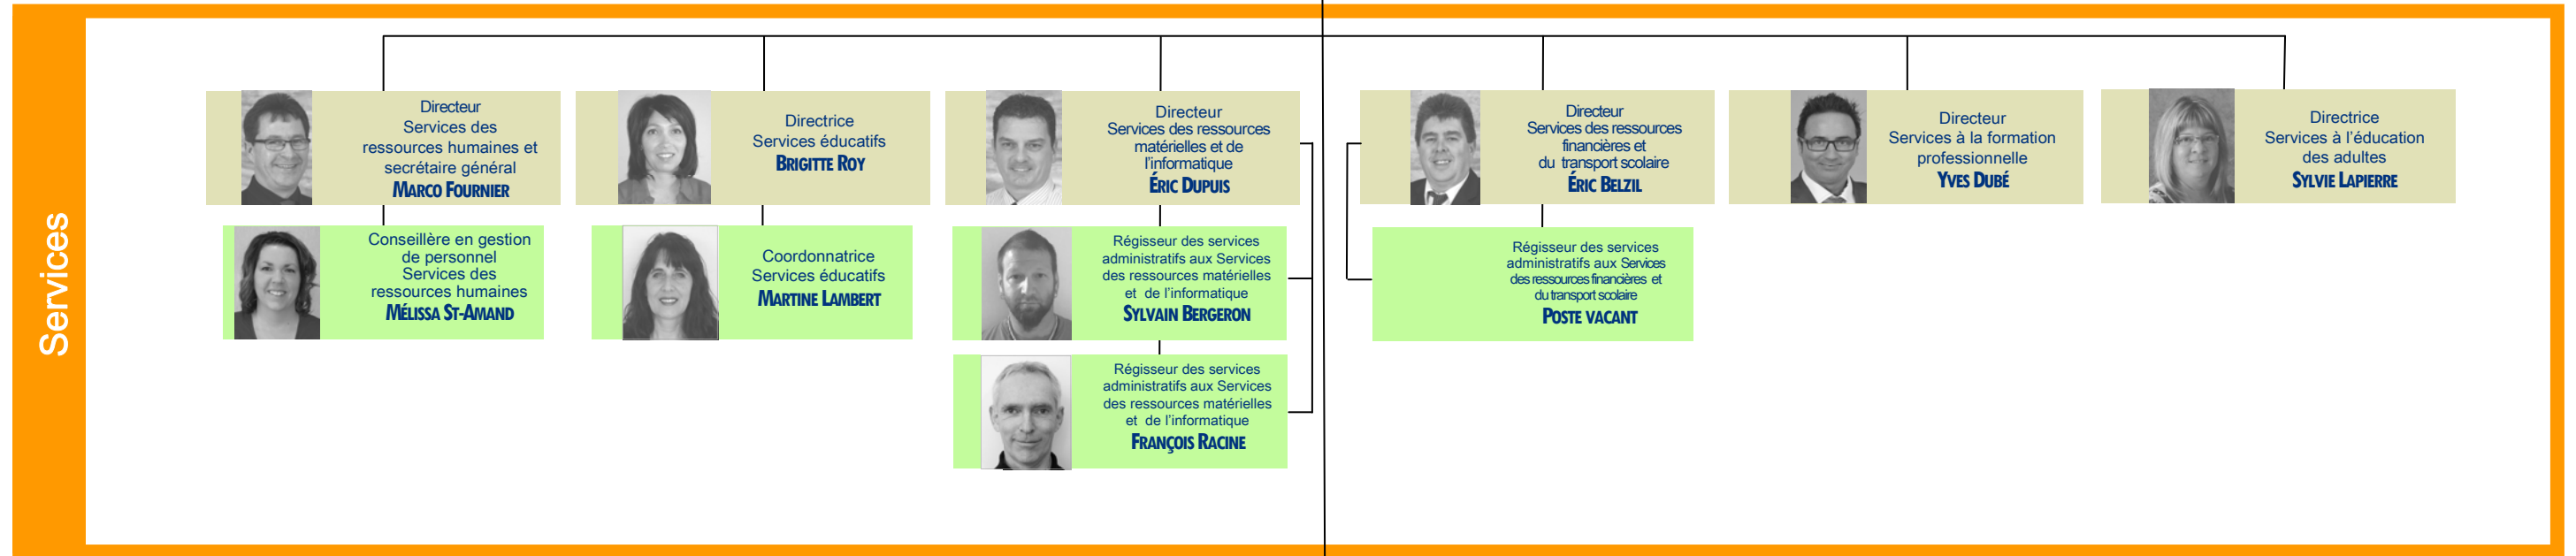 Services
Directeur
Services des
ressources humaines et
secrétaire général
MARCO FOURNIER
Directrice
Services éducatifs
BRIGITTE ROY
Directeur
Services des ressources
matérielles et de
l'informatique
ÉRIC DUPUIS
Directeur
Services des ressources
financières et
du transport scolaire
ÉRIC BELZIL
Directeur
Services à la formation
professionnelle
YVES DUBÉ
Directrice
Services à l'éducation
des adultes
SYLVIE LAPIERRE
Conseillère en gestion
de personnel
Services des
ressources humaines
MÉLISSA ST-AMAND
Coordonnatrice
Services éducatifs
MARTINE LAMBERT
Régisseur des services
administratifs aux Services
des ressources matérielles
et de l'informatique
SYLVAIN BERGERON
Régisseur des services
administratifs aux Services
des ressources financières et
du transport scolaire
POSTE VACANT
Régisseur des services
administratifs aux Services
des ressources matérielles
et de l'informatique
FRANÇOIS RACINE